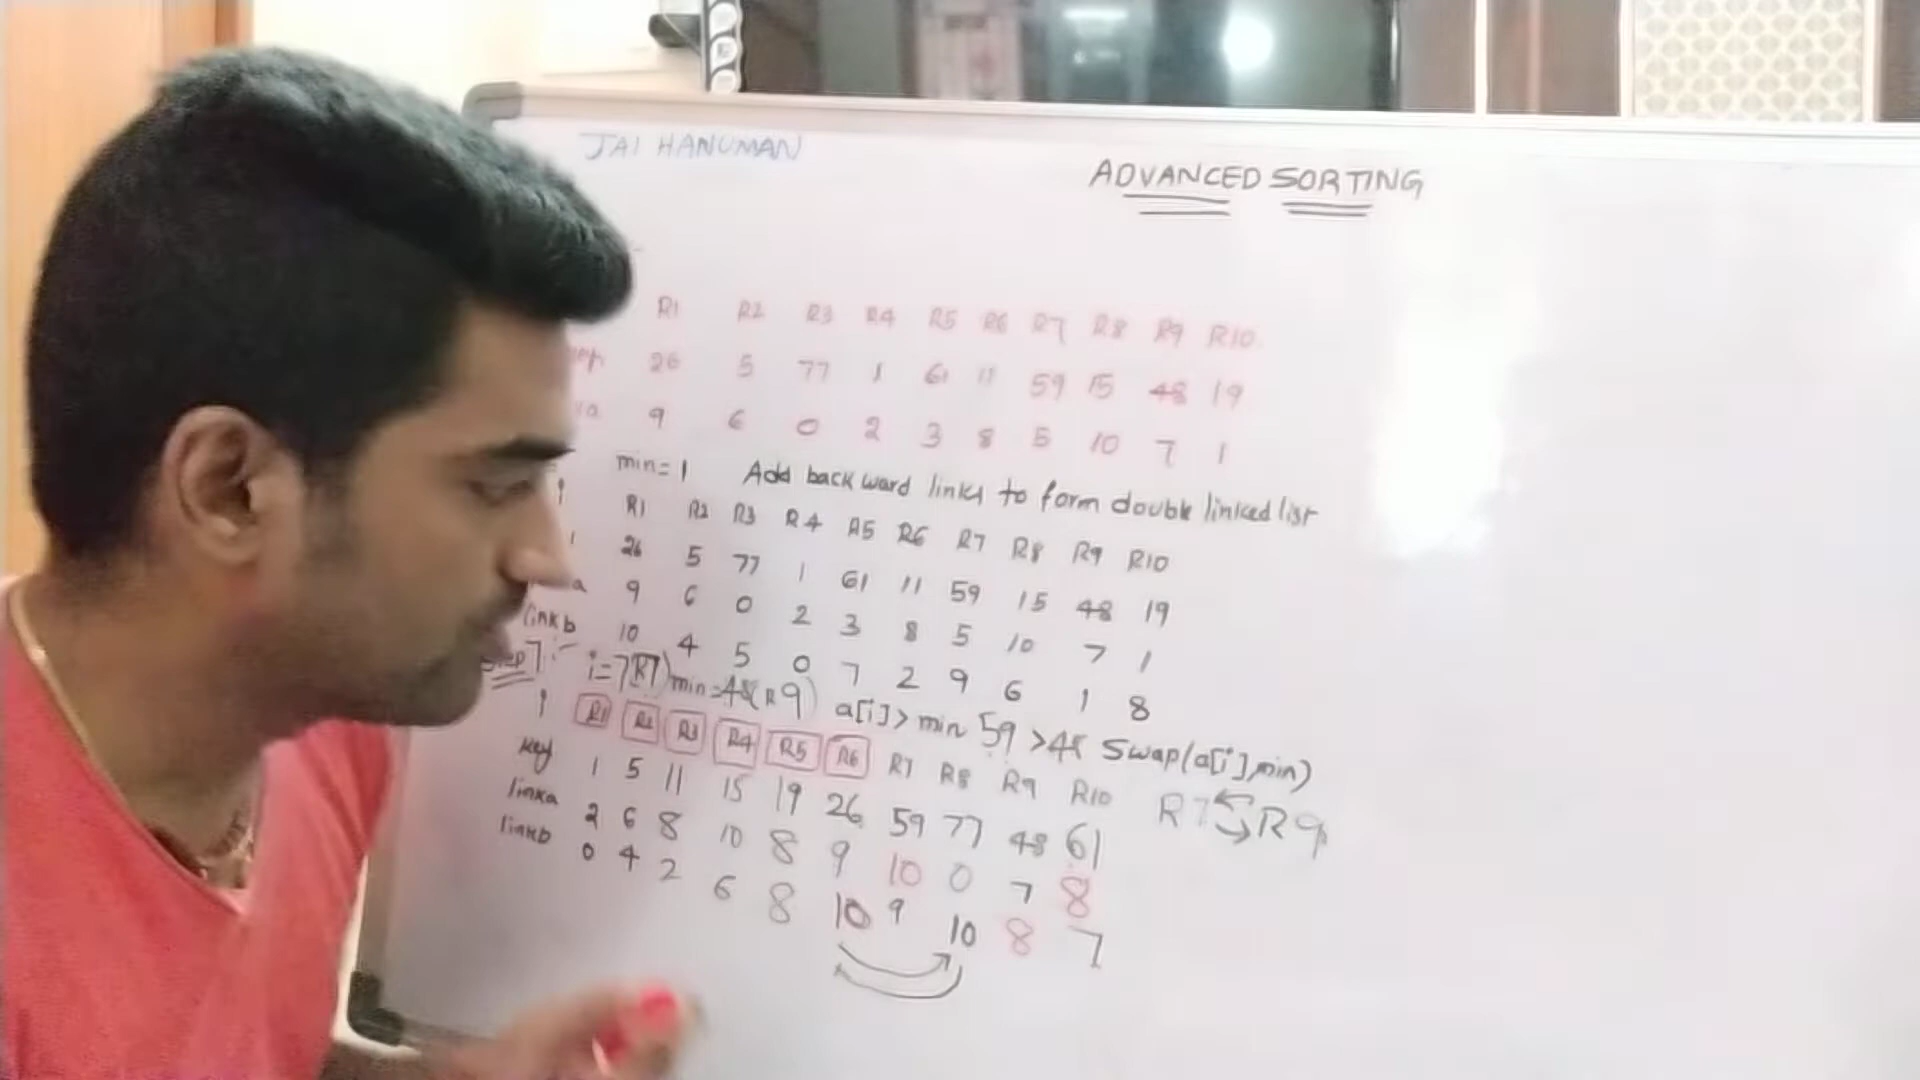 JAI HANUMAN
ADVANCED SORTING
R1 R2 R3 R4 R5 R6 R7 R8 R9 R10
26 5 77 1 61 11 59 15 48 19
9 6 0 2 3 8 5 10 7 1
min=1 Add backward links to form double linked list
i R1 R2 R3 R4 R5 R6 R7 R8 R9 R10
26 5 77 1 61 11 59 15 48 19
a 9 6 0 2 3 8 5 10 7 1
linkb 10 4 5 0 7 2 9 6 1 8
Step7:- i=7(R7) min=48(R9) a[i]>min 59>48 Swap(a[i],min)
i R1 R2 R3 R4 R5 R6 R7 R8 R9 R10 R7 R9
key 1 5 11 15 19 26 59 77 48 61
linka 2 6 8 10 8 9 10 0 7 8
linkb 0 4 2 6 8 10 9 10 8 7